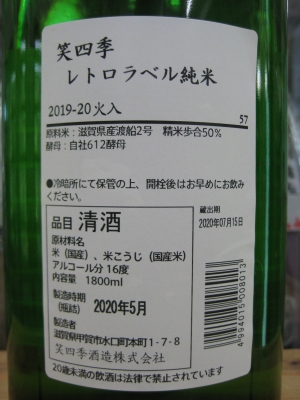 笑四季
レトロラベル純米
2019-20 火入
57
原料米：滋賀県産渡船2号　精米歩合50%
酵母：自社612酵母
●冷暗所にて保管の上、開栓後はお早めにお飲み
ください。
品目 清酒
原材料名
米（国産）、米こうじ（国産米）
アルコール分 16度
内容量　1800ml
製造時期
(瓶詰)
2020年5月
製造者
滋賀県甲賀市水口町本町1-7-8
笑四季酒造株式会社
20歳未満の飲酒は法律で禁止されています
蔵出期
2020年07月15日
4994015008013